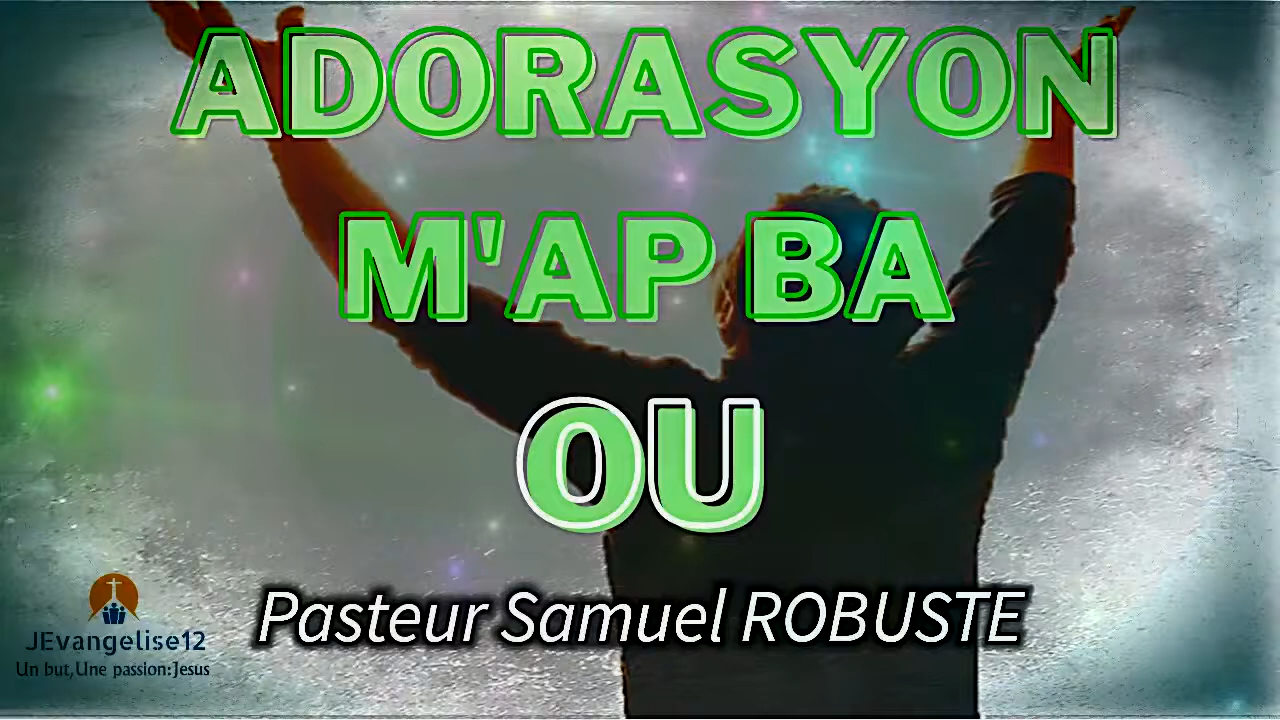 ADORASYON
M'AP BA
OU
Pasteur Samuel ROBUSTE
JEvangelise12
Un but,Une passion:Jesus